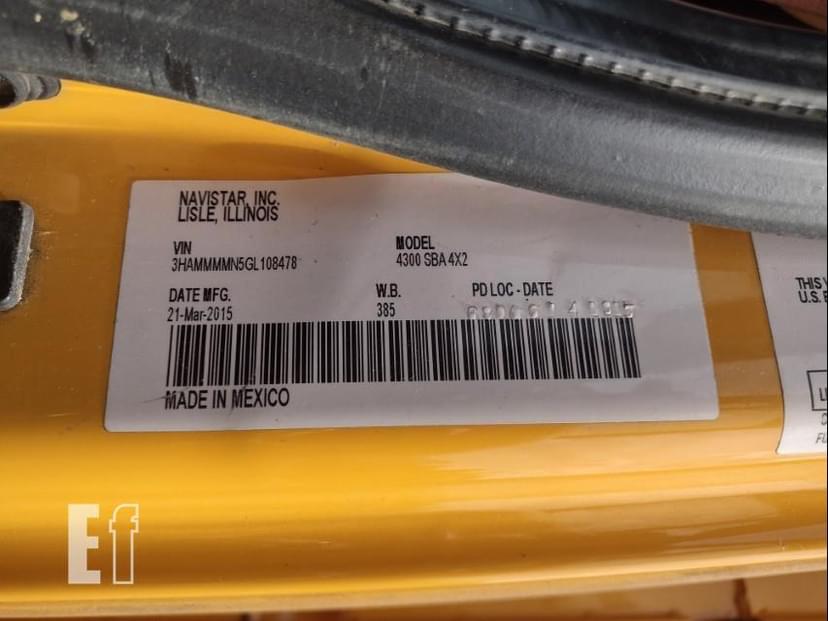 NAVISTAR, INC.
LISLE, ILLINOIS
VIN
MODEL
3HAMMMMN5GL108478
4300 SBA 4X2
DATE MFG.
W.B.
PD LOC - DATE
21-Mar-2015
385
MADE IN MEXICO
THIS
U.S.
Ef